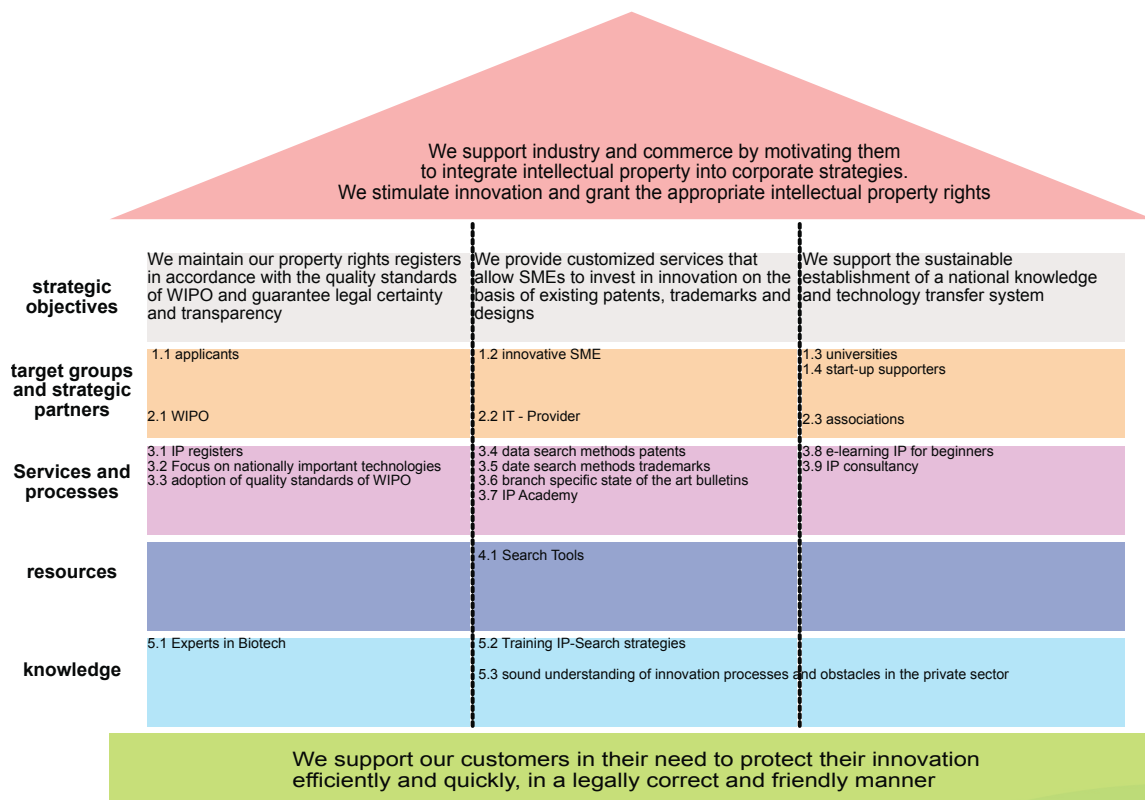 We support industry and commerce by motivating them
to integrate intellectual property into corporate strategies.
We stimulate innovation and grant the appropriate intellectual property rights
strategic
objectives
We maintain our property rights registers
in accordance with the quality standards
of WIPO and guarantee legal certainty
and transparency
We provide customized services that
allow SMEs to invest in innovation on the
basis of existing patents, trademarks and
designs
We support the sustainable
establishment of a national knowledge
and technology transfer system
target groups
and strategic
partners
1.1 applicants
2.1 WIPO
1.2 innovative SME
2.2 IT - Provider
1.3 universities
1.4 start-up supporters
2.3 associations
Services and
processes
3.1 IP registers
3.2 Focus on nationally important technologies
3.3 adoption of quality standards of WIPO
3.4 data search methods patents
3.5 date search methods trademarks
3.6 branch specific state of the art bulletins
3.7 IP Academy
3.8 e-learning IP for beginners
3.9 IP consultancy
resources
4.1 Search Tools
knowledge
5.1 Experts in Biotech
5.2 Training IP-Search strategies
5.3 sound understanding of innovation processes and obstacles in the private sector
We support our customers in their need to protect their innovation
efficiently and quickly, in a legally correct and friendly manner